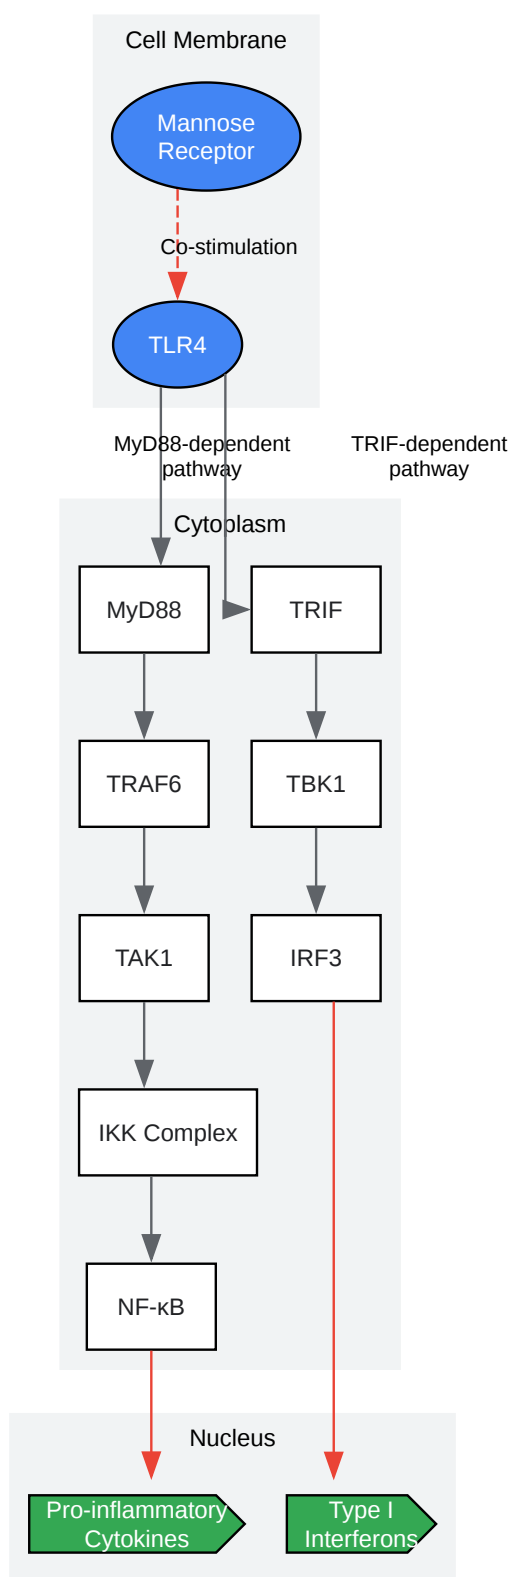 Cell Membrane
Mannose
Receptor
Co-stimulation
TLR4
MyD88-dependent
pathway
TRIF-dependent
pathway
Cytoplasm
MyD88
TRIF
TRAF6
TBK1
TAK1
IRF3
IKK Complex
NF-κB
Nucleus
Pro-inflammatory
Cytokines
Type I
Interferons